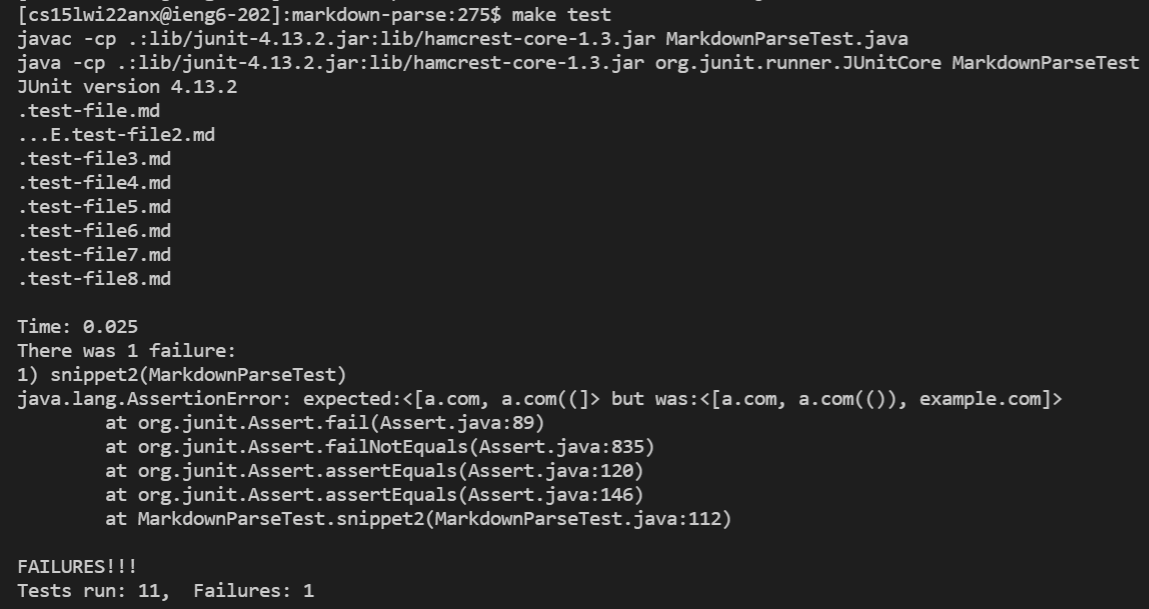 [cs15lwi22anx@ieng6-202]:markdown-parse:275$ make test
javac -cp .:lib/junit-4.13.2.jar:lib/hamcrest-core-1.3.jar MarkdownParseTest.java
java -cp .:lib/junit-4.13.2.jar:lib/hamcrest-core-1.3.jar org.junit.runner.JUnitCore MarkdownParseTest
JUnit version 4.13.2
.test-file.md
...E.test-file2.md
.test-file3.md
.test-file4.md
.test-file5.md
.test-file6.md
.test-file7.md
.test-file8.md

Time: 0.025
There was 1 failure:
1) snippet2(MarkdownParseTest)
java.lang.AssertionError: expected:<[a.com, a.com((]> but was:<[a.com, a.com(()), example.com]>
        at org.junit.Assert.fail(Assert.java:89)
        at org.junit.Assert.failNotEquals(Assert.java:835)
        at org.junit.Assert.assertEquals(Assert.java:120)
        at org.junit.Assert.assertEquals(Assert.java:146)
        at MarkdownParseTest.snippet2(MarkdownParseTest.java:112)

FAILURES!!!
Tests run: 11,  Failures: 1